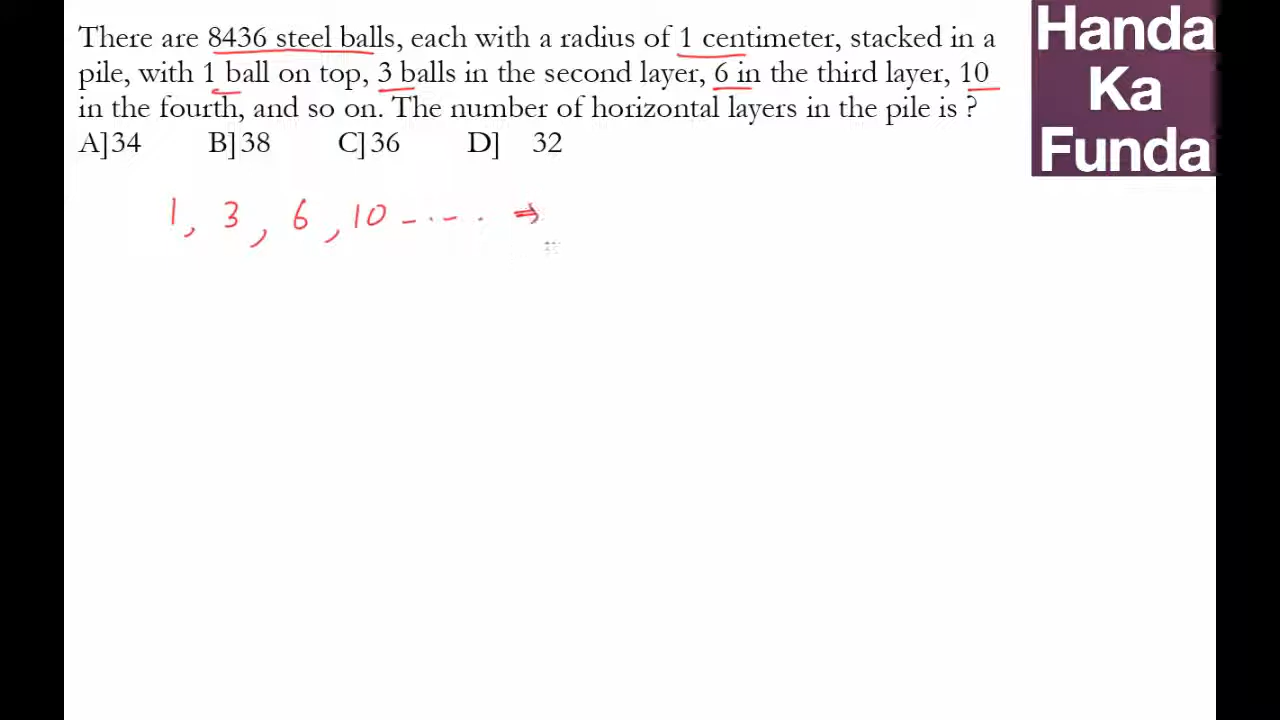 There are 8436 steel balls, each with a radius of 1 centimeter, stacked in a
pile, with 1 ball on top, 3 balls in the second layer, 6 in the third layer, 10
in the fourth, and so on. The number of horizontal layers in the pile is ?
A]34 B]38 C]36 D] 32
1, 3, 6, 10 - . - . ⇒
Handa
Ka
Funda